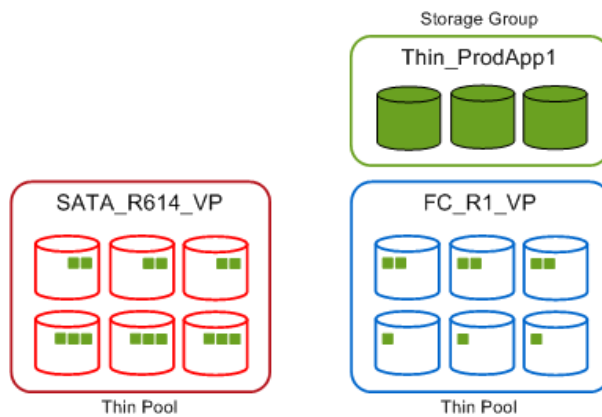 Storage Group
Thin_ProdApp1
SATA_R614_VP
FC_R1_VP
Thin Pool
Thin Pool